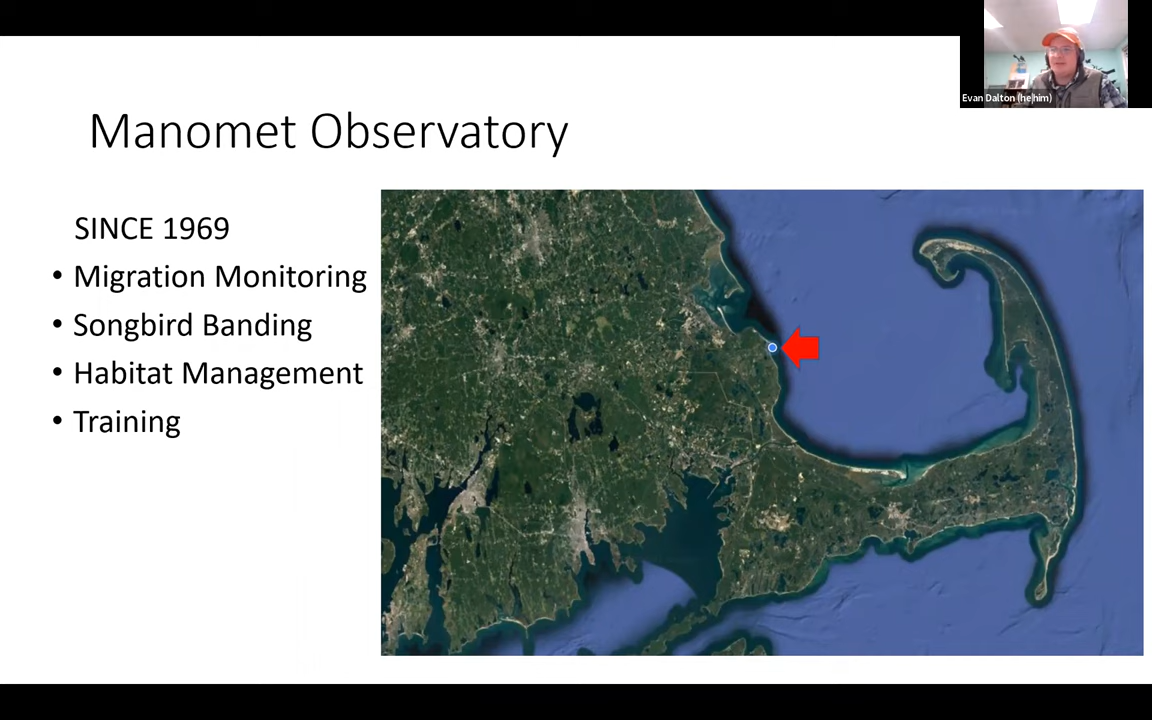 Evan Dalton (he|him)
Manomet Observatory
SINCE 1969
• Migration Monitoring
• Songbird Banding
• Habitat Management
• Training